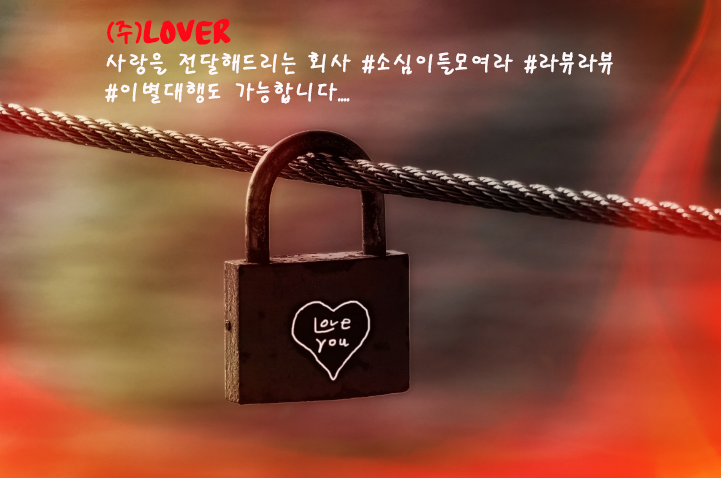 (주)LOVER
사랑을 전달해드리는 회사 #소심이들모여라 #라뷰라뷰
#이별대행도 가능합니다....
Love
you